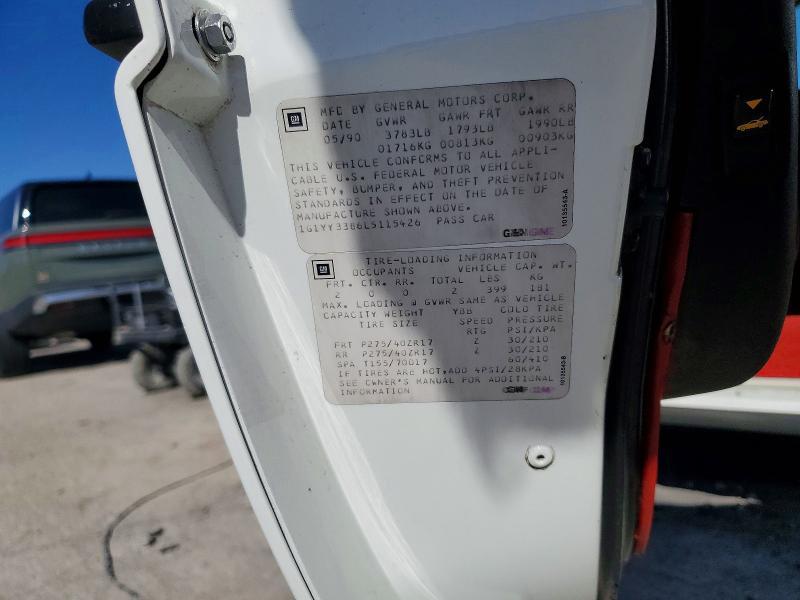 GM MFD BY GENERAL MOTORS CORP.
DATE GVWR GAWR FRT GAWR RR
05/90 3783LB 1793LB 1990LB
01716KG 00813KG 00903KG
THIS VEHICLE CONFORMS TO ALL APPLI-
CABLE U.S. FEDERAL MOTOR VEHICLE
SAFETY, BUMPER, AND THEFT PREVENTION
STANDARDS IN EFFECT ON THE DATE OF
MANUFACTURE SHOWN ABOVE.
1G1YY3386L5115426 PASS CAR
10135543-A
GM TIRE-LOADING INFORMATION
OCCUPANTS VEHICLE CAP. WT.
FRT. CTR. RR. TOTAL LBS KG
2 0 0 2 399 181
MAX. LOADING @ GVWR SAME AS VEHICLE
CAPACITY WEIGHT YBB COLD TIRE
TIRE SIZE SPEED PRESSURE
RTG PSI/KPA
FRT P275/40ZR17 Z 30/210
RR P275/40ZR17 Z 30/210
SPA T155/70D17 60/410
IF TIRES ARE HOT, ADD 4PSI/28KPA
SEE OWNER'S MANUAL FOR ADDITIONAL
INFORMATION
10135543-B